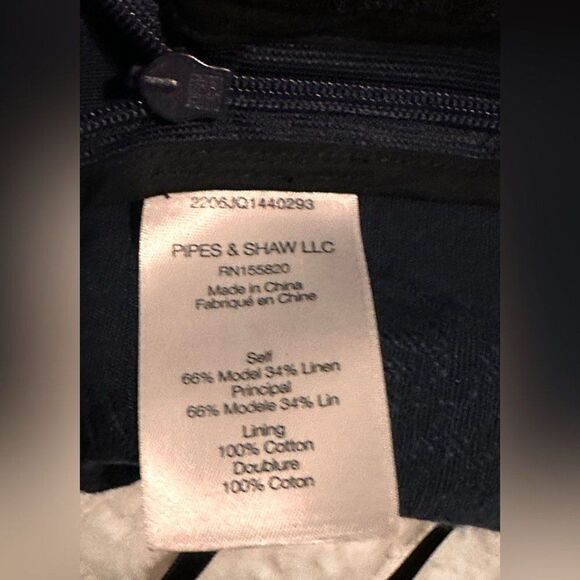 2206JQ1440293
PIPES & SHAW LLC
RN155820
Made in China
Fabriqué en Chine
Self
66% Model 34% Linen
Principal
66% Modele 34% Lin
Lining
100% Cotton
Doublure
100% Coton